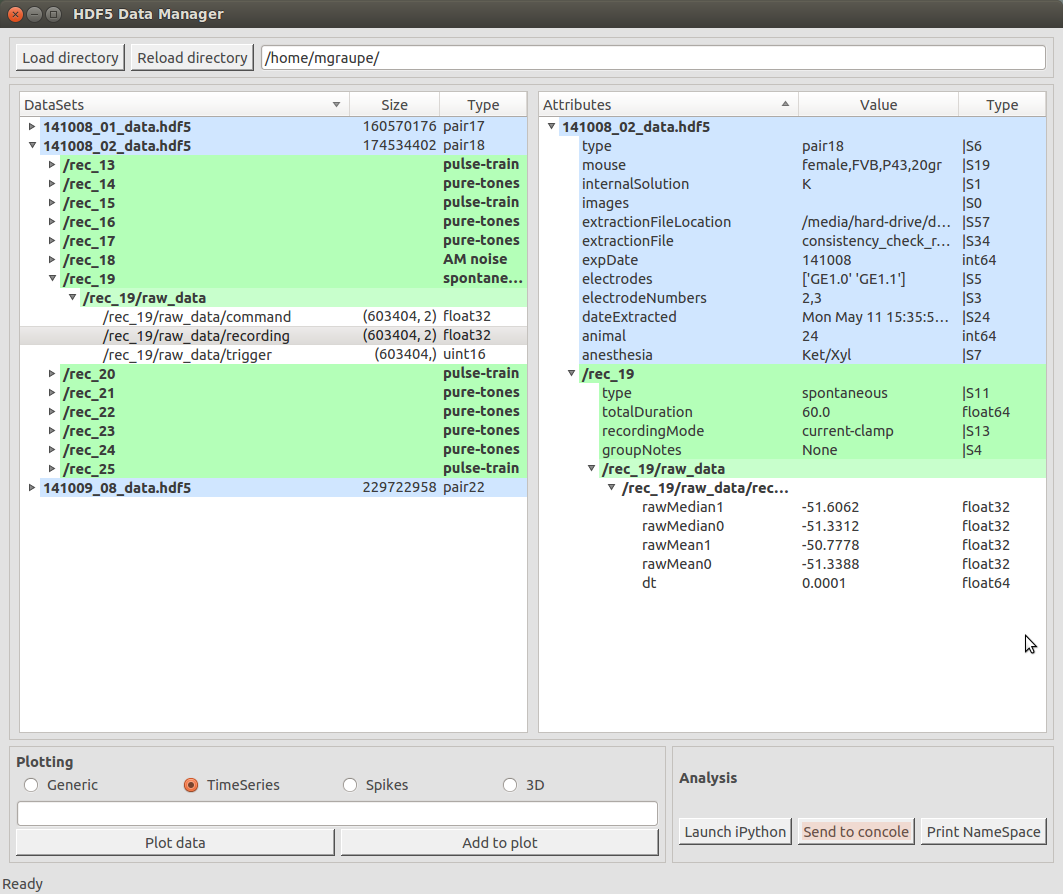 HDF5 Data Manager
Load directory Reload directory /home/mgraupe/
DataSets Size Type
141008_01_data.hdf5 160570176 pair17
141008_02_data.hdf5 174534402 pair18
/rec_13 pulse-train
/rec_14 pure-tones
/rec_15 pulse-train
/rec_16 pure-tones
/rec_17 pure-tones
/rec_18 AM noise
/rec_19 spontane...
/rec_19/raw_data
/rec_19/raw_data/command (603404, 2) float32
/rec_19/raw_data/recording (603404, 2) float32
/rec_19/raw_data/trigger (603404,) uint16
/rec_20 pulse-train
/rec_21 pure-tones
/rec_22 pure-tones
/rec_23 pure-tones
/rec_24 pure-tones
/rec_25 pulse-train
141009_08_data.hdf5 229722958 pair22
Attributes Value Type
141008_02_data.hdf5
type pair18 |S6
mouse female,FVB,P43,20gr |S19
internalSolution K |S1
images |S0
extractionFileLocation /media/hard-drive/d... |S57
extractionFile consistency_check_r... |S34
expDate 141008 int64
electrodes ['GE1.0' 'GE1.1'] |S5
electrodeNumbers 2,3 |S3
dateExtracted Mon May 11 15:35:5... |S24
animal 24 int64
anesthesia Ket/Xyl |S7
/rec_19
type spontaneous |S11
totalDuration 60.0 float64
recordingMode current-clamp |S13
groupNotes None |S4
/rec_19/raw_data
/rec_19/raw_data/rec...
rawMedian1 -51.6062 float32
rawMedian0 -51.3312 float32
rawMean1 -50.7778 float32
rawMean0 -51.3388 float32
dt 0.0001 float64
Plotting
Generic TimeSeries Spikes 3D
Plot data Add to plot
Analysis
Launch iPython Send to concole Print NameSpace
Ready